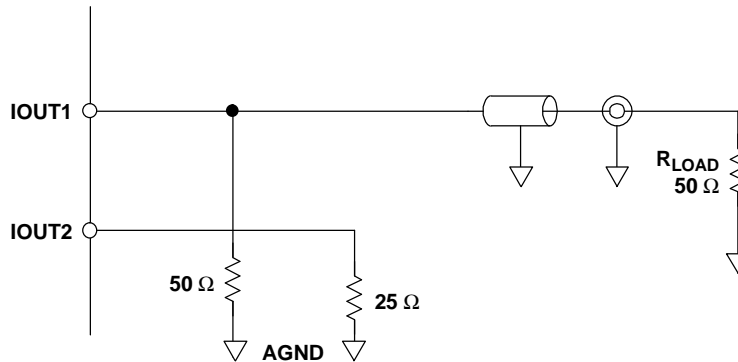 IOUT1
R_LOAD
50 Ω
IOUT2
50 Ω
25 Ω
AGND